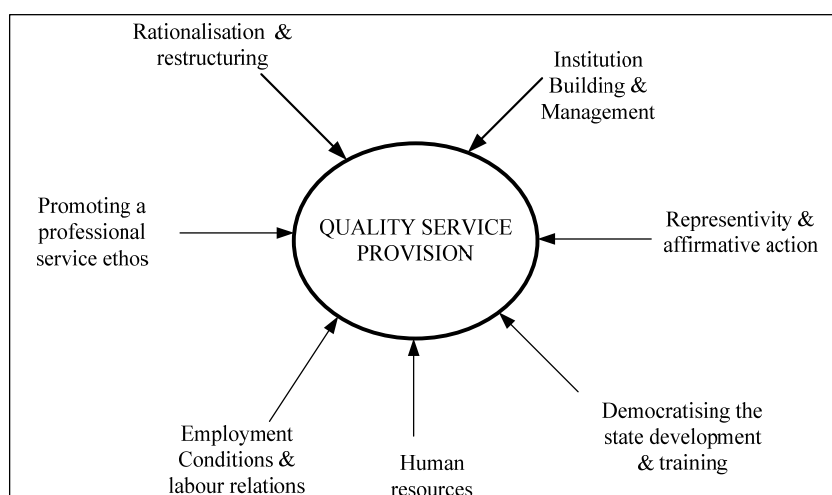 Rationalisation &
restructuring
Institution
Building &
Management
Promoting a
professional
service ethos
QUALITY SERVICE
PROVISION
Representivity &
affirmative action
Employment
Conditions &
labour relations
Human
resources
Democratising the
state development
& training